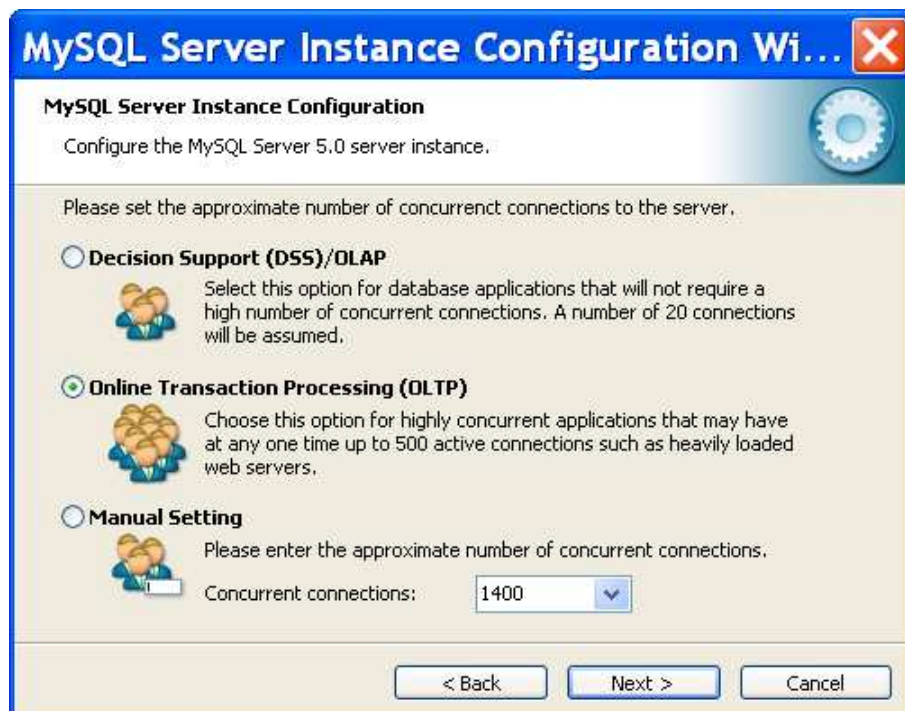 MySQL Server Instance Configuration Wi...
MySQL Server Instance Configuration
Configure the MySQL Server 5.0 server instance.
Please set the approximate number of concurrenct connections to the server.
Decision Support (DSS)/OLAP
Select this option for database applications that will not require a
high number of concurrent connections. A number of 20 connections
will be assumed.
Online Transaction Processing (OLTP)
Choose this option for highly concurrent applications that may have
at any one time up to 500 active connections such as heavily loaded
web servers.
Manual Setting
Please enter the approximate number of concurrent connections.
Concurrent connections: 1400
< Back Next > Cancel